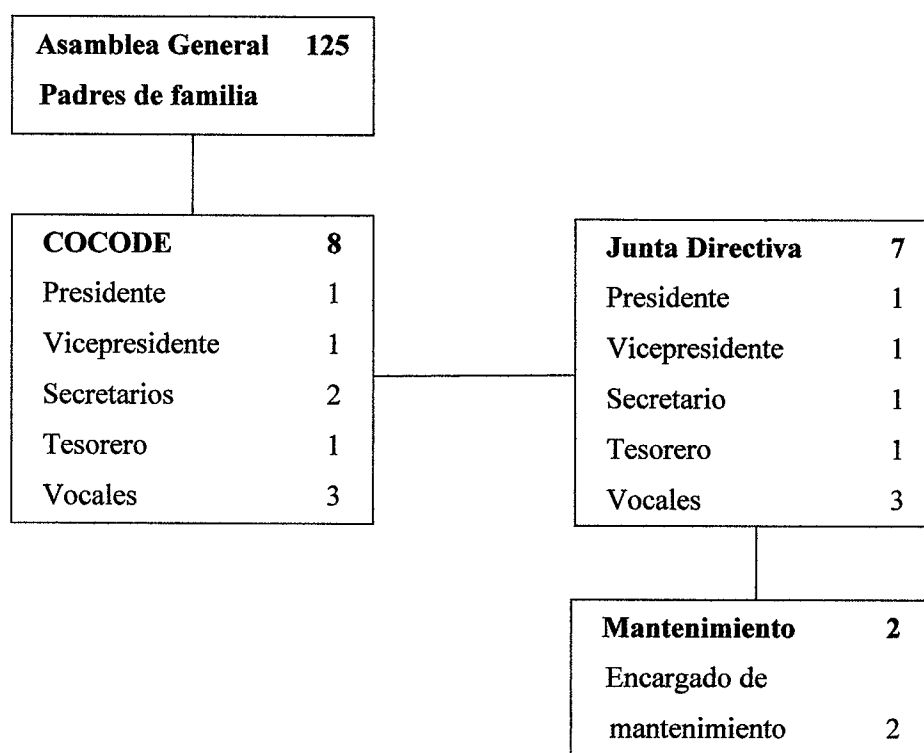 Asamblea General 125
Padres de familia
COCODE 8
Presidente 1
Vicepresidente 1
Secretarios 2
Tesorero 1
Vocales 3
Junta Directiva 7
Presidente 1
Vicepresidente 1
Secretario 1
Tesorero 1
Vocales 3
Mantenimiento 2
Encargado de
mantenimiento 2